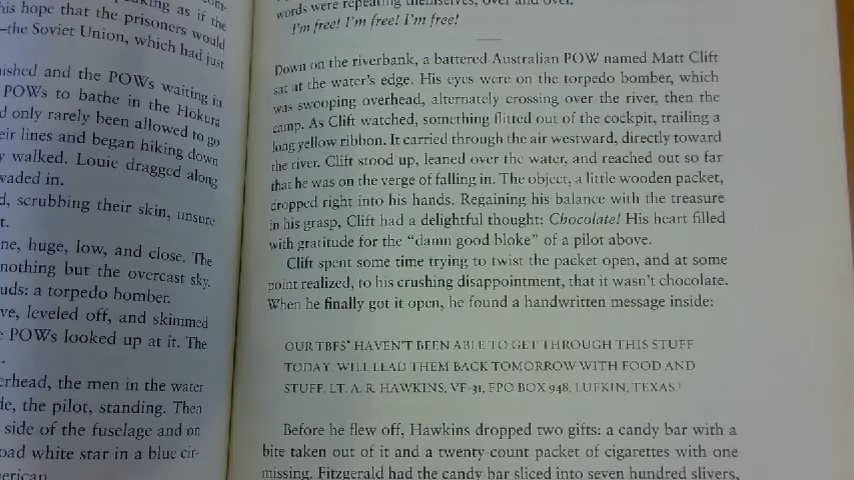 his hope that the prisoners would
—the Soviet Union, which had just
ished and the POWs waiting in
POWs to bathe in the Hokura
d only rarely been allowed to go
eir lines and began hiking down
y walked. Louie dragged along
waded in.
d, scrubbing their skin, unsure
t.
ne, huge, low, and close. The
nothing but the overcast sky.
uds: a torpedo bomber.
ve, leveled off, and skimmed
e POWs looked up at it. The
erhead, the men in the water
de, the pilot, standing. Then
side of the fuselage and on
oad white star in a blue cir-
merican.
words were repeating themselves, over and over:
I'm free! I'm free! I'm free!
Down on the riverbank, a battered Australian POW named Matt Clift
sat at the water's edge. His eyes were on the torpedo bomber, which
was swooping overhead, alternately crossing over the river, then the
camp. As Clift watched, something flitted out of the cockpit, trailing a
long yellow ribbon. It carried through the air westward, directly toward
the river. Clift stood up, leaned over the water, and reached out so far
that he was on the verge of falling in. The object, a little wooden packet,
dropped right into his hands. Regaining his balance with the treasure
in his grasp, Clift had a delightful thought: Chocolate! His heart filled
with gratitude for the “damn good bloke” of a pilot above.
Clift spent some time trying to twist the packet open, and at some
point realized, to his crushing disappointment, that it wasn't chocolate.
When he finally got it open, he found a handwritten message inside:
OUR TBFS* HAVEN'T BEEN ABLE TO GET THROUGH THIS STUFF
TODAY. WILL LEAD THEM BACK TOMORROW WITH FOOD AND
STUFF. LT. A. R. HAWKINS, VF-31, FPO BOX 948, LUFKIN, TEXAS.
Before he flew off, Hawkins dropped two gifts: a candy bar with a
bite taken out of it and a twenty-count packet of cigarettes with one
missing. Fitzgerald had the candy bar sliced into seven hundred slivers,